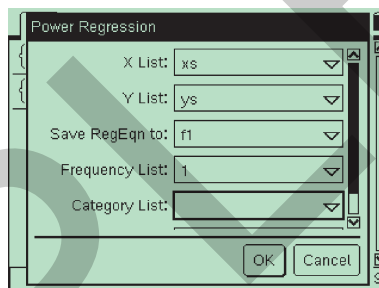 Power Regression
X List: xs
Y List: ys
Save RegEqn to: f1
Frequency List: 1
Category List:
OK Cancel